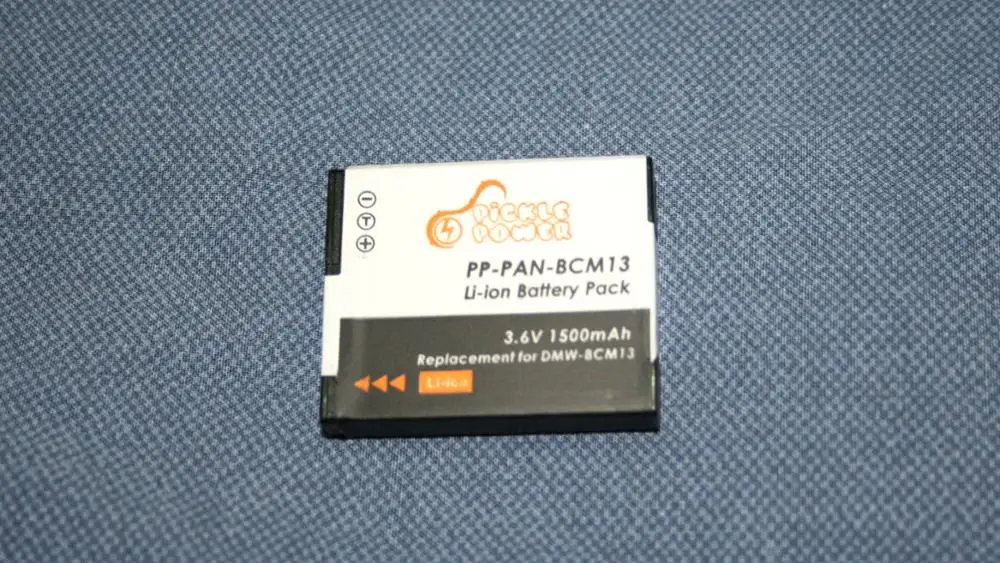 PICKLE
POWER
PP-PAN-BCM13
Li-ion Battery Pack
3.6V 1500mAh
Replacement for DMW-BCM13
Li-ion
T